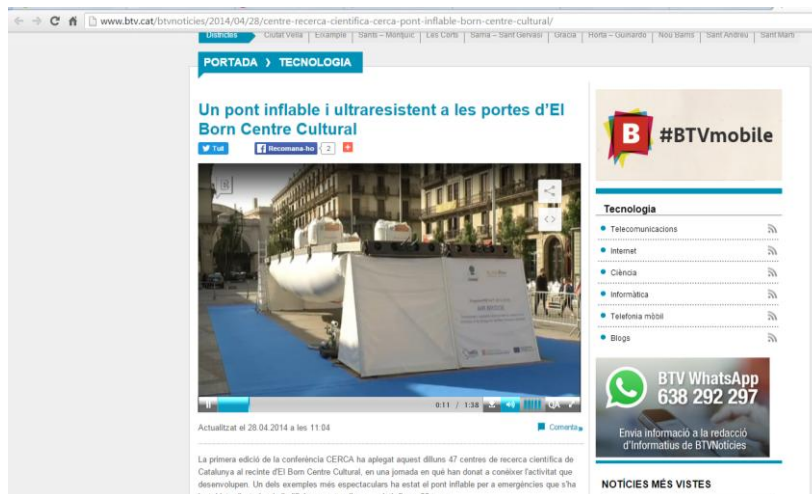 www.btv.cat/btvnoticies/2014/04/28/centre-recerca-cientifica-cerca-pont-inflable-born-centre-cultural/
Districtes Ciutat Vella Eixample Sants – Montjuïc Les Corts Sarrià – Sant Gervasi Gràcia Horta – Guinardó Nou Barris Sant Andreu Sant Martí
PORTADA > TECNOLOGIA
Un pont inflable i ultraresistent a les portes d'El
Born Centre Cultural
Tuit Recomana-ho 2
0:11 / 1:38
Actualitzat el 28.04.2014 a les 11:04
Comenta
La primera edició de la conferència CERCA ha aplegat aquest dilluns 47 centres de recerca científica de
Catalunya al recinte d'El Born Centre Cultural, en una jornada en què han donat a conèixer l'activitat que
desenvolupen. Un dels exemples més espectaculars ha estat el pont inflable per a emergències que s'ha
B #BTVmobile
Tecnologia
Telecomunicacions
Internet
Ciència
Informàtica
Telefonia mòbil
Blogs
BTV WhatsApp
638 292 297
Envia informació a la redacció
d'Informatius de BTVNotícies
NOTÍCIES MÉS VISTES